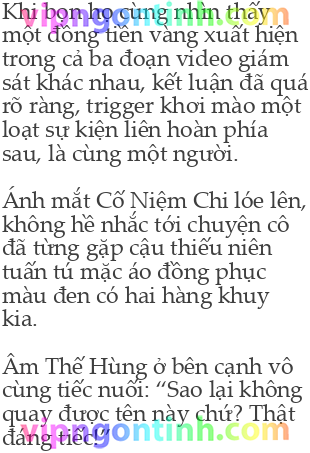 Khi bọn họ cùng nhìn thấy
vipngontinh.com
một đồng tiền vàng xuất hiện
trong cả ba đoạn video giám
sát khác nhau, kết luận đã quá
rõ ràng, trigger khơi mào một
loạt sự kiện liên hoàn phía
sau, là cùng một người.
Ánh mắt Cố Niệm Chi lóe lên,
không hề nhắc tới chuyện cô
đã từng gặp cậu thiếu niên
tuấn tú mặc áo đồng phục
màu đen có hai hàng khuy
kia.
Âm Thế Hùng ở bên cạnh vô
cùng tiếc nuối: “Sao lại không
quay được tên này chứ? Thật
vipngontinh.com
đáng tiếc!”